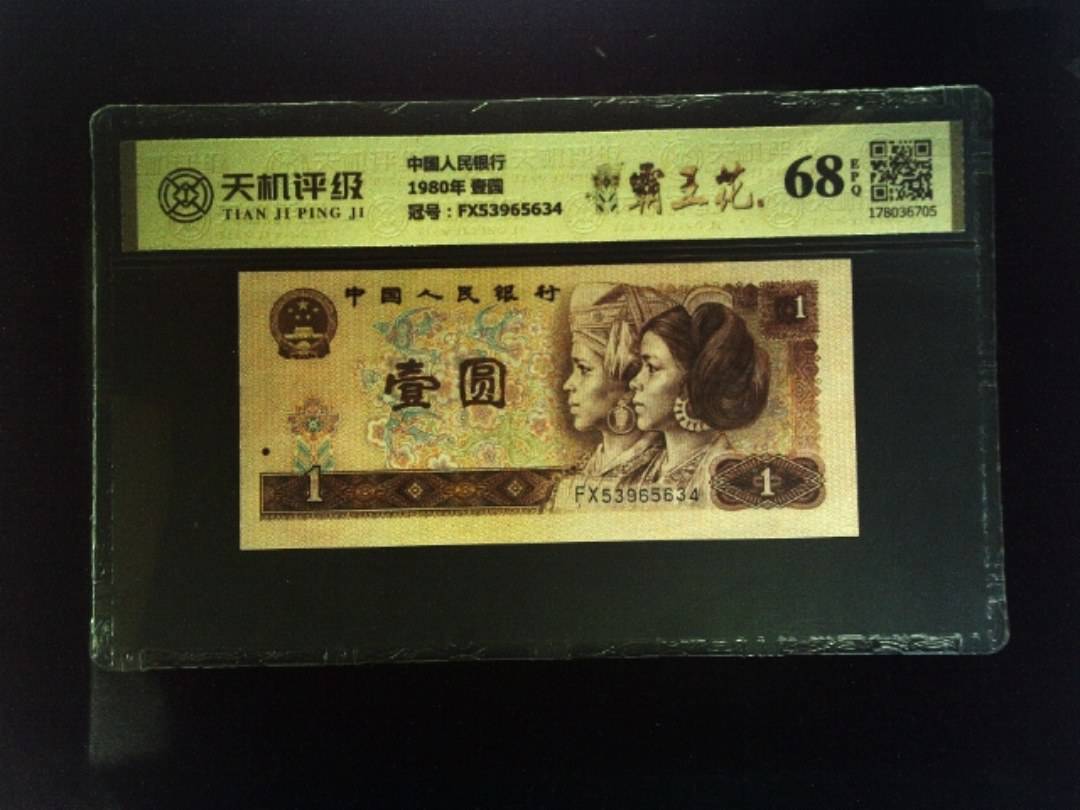 天机评级
TIAN JI PING JI
中国人民银行
1980年 壹圆
冠号：FX53965634
霸王花
68
EPQ
178036705
中国人民银行
1
壹圆
1
FX53965634
1